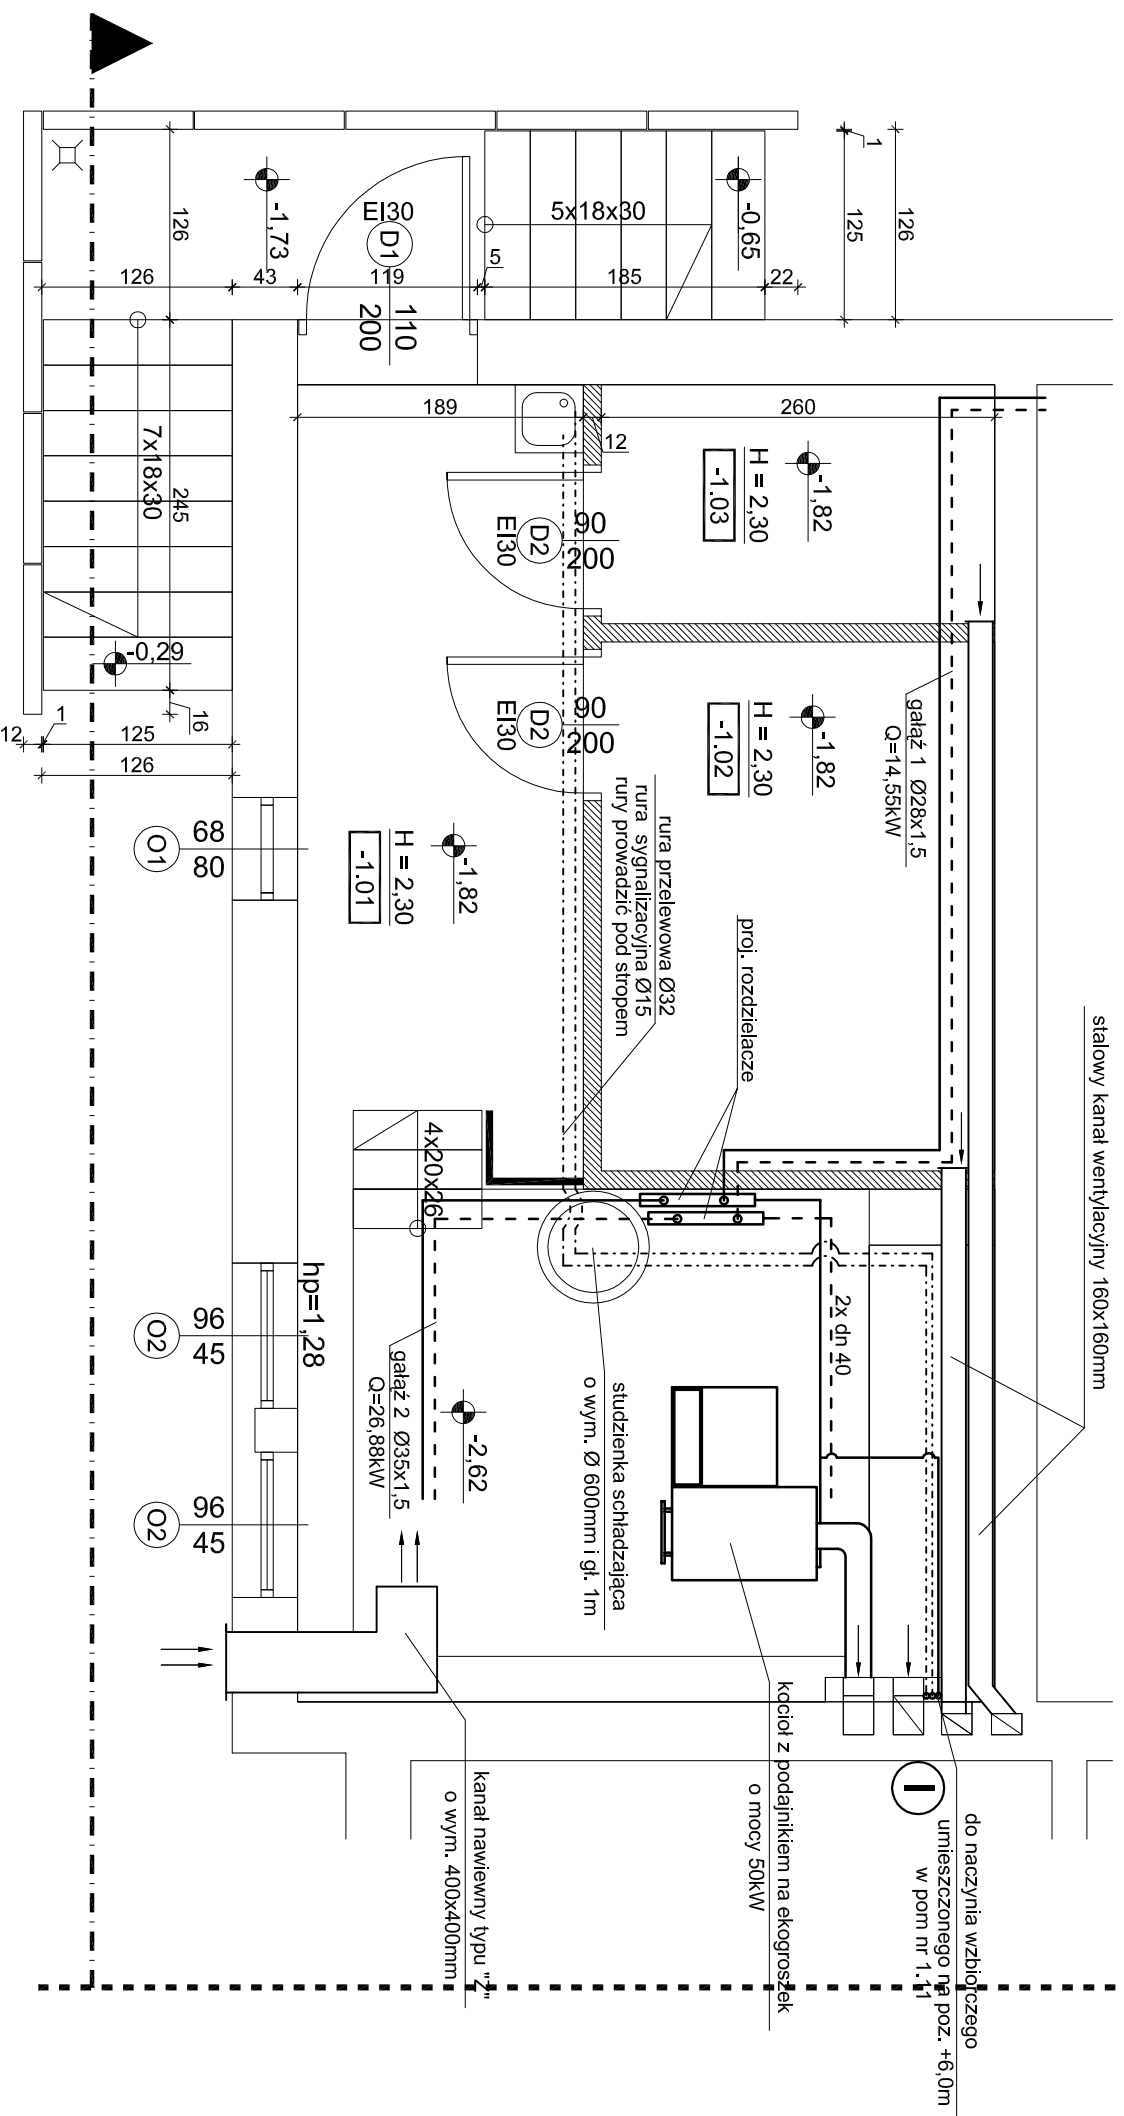 1
126
125
126
-1,73
EI30
D1
5x18x30
-0,65
126
43
119
5
185
22
110
200
189
12
260
-1,82
H = 2,30
-1.03
7x18x30
245
90
200
D2
EI30
-0,29
16
1
12
125
126
90
200
D2
EI30
-1,82
H = 2,30
-1.02
gałąź 1 Ø28x1,5
Q=14,55kW
68
80
O1
-1,82
H = 2,30
-1.01
rura przelewowa Ø32
rura sygnalizacyjna Ø15
rury prowadzić pod stropem
proj. rozdzielacze
stalowy kanał wentylacyjny 160x160mm
4x20x26
hp=1,28
96
45
O2
96
45
O2
gałąź 2 Ø35x1,5
Q=26,88kW
-2,62
2x dn 40
studzienka schładzająca
o wym. Ø 600mm i gł. 1m
kocioł z podajnikiem na ekogroszek
o mocy 50kW
kanał nawiewny typu "Z"
o wym. 400x400mm
I
do naczynia wzbiorczego
umieszczonego na poz. +6,0m
w pom nr 1.11